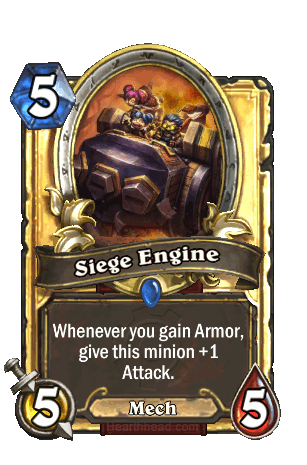 5
Siege Engine
Whenever you gain Armor,
give this minion +1
Attack.
5
Mech
5
Hearthhead.com